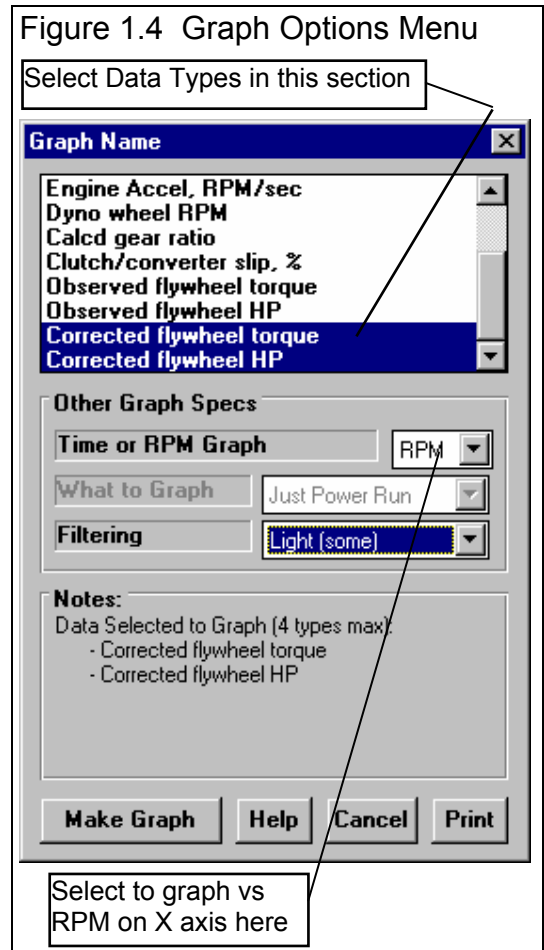 Figure 1.4 Graph Options Menu
Select Data Types in this section
Graph Name
Engine Accel, RPM/sec
Dyno wheel RPM
Calcd gear ratio
Clutch/converter slip, %
Observed flywheel torque
Observed flywheel HP
Corrected flywheel torque
Corrected flywheel HP
Other Graph Specs
Time or RPM Graph RPM
What to Graph Just Power Run
Filtering Light (some)
Notes:
Data Selected to Graph (4 types max):
- Corrected flywheel torque
- Corrected flywheel HP
Make Graph Help Cancel Print
Select to graph vs
RPM on X axis here